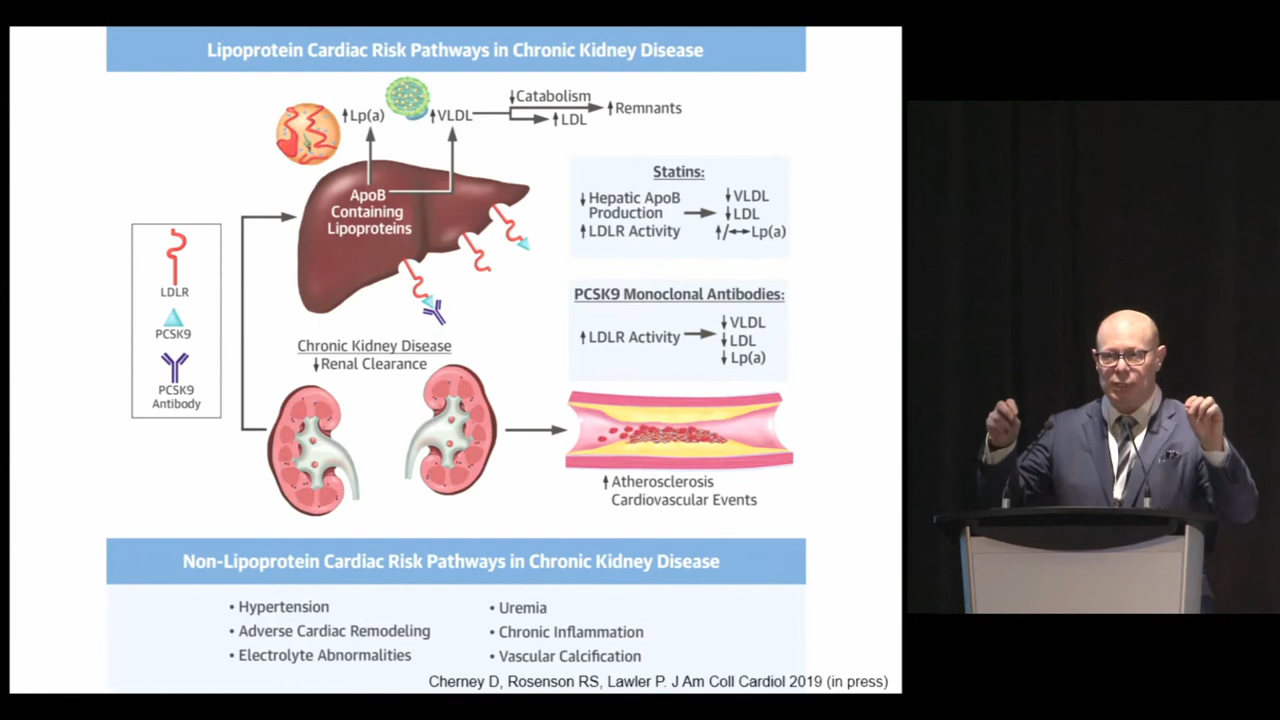 Lipoprotein Cardiac Risk Pathways in Chronic Kidney Disease
↑Lp(a)
↑VLDL
↓Catabolism
↑LDL
↑Remnants
ApoB
Containing
Lipoproteins
LDLR
PCSK9
PCSK9
Antibody
Statins:
↓Hepatic ApoB
Production
↑LDLR Activity
↓VLDL
↓LDL
↑/↔Lp(a)
PCSK9 Monoclonal Antibodies:
↑LDLR Activity
↓VLDL
↓LDL
↓Lp(a)
Chronic Kidney Disease
↓Renal Clearance
↑Atherosclerosis
Cardiovascular Events
Non-Lipoprotein Cardiac Risk Pathways in Chronic Kidney Disease
• Hypertension
• Adverse Cardiac Remodeling
• Electrolyte Abnormalities
• Uremia
• Chronic Inflammation
• Vascular Calcification
Cherney D, Rosenson RS, Lawler P. J Am Coll Cardiol 2019 (in press)